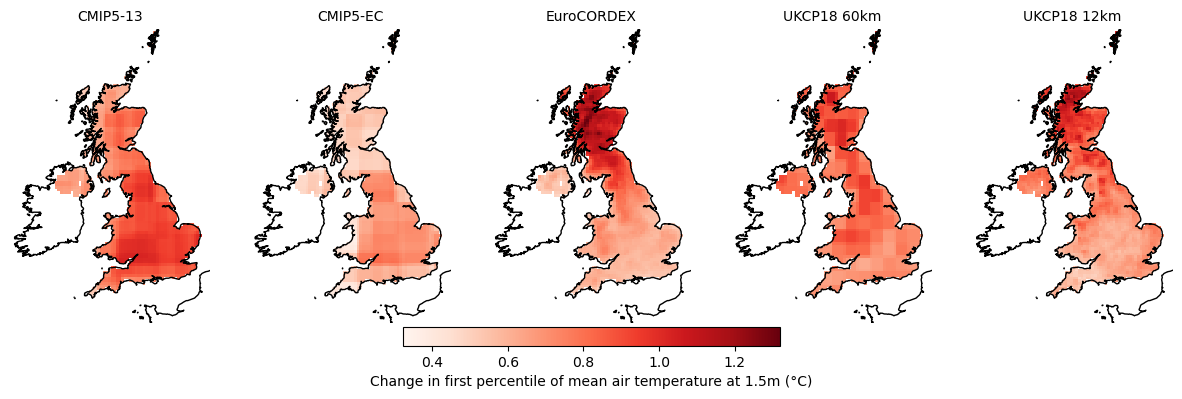 CMIP5-13 CMIP5-EC EuroCORDEX UKCP18 60km UKCP18 12km
0.4 0.6 0.8 1.0 1.2
Change in first percentile of mean air temperature at 1.5m (°C)